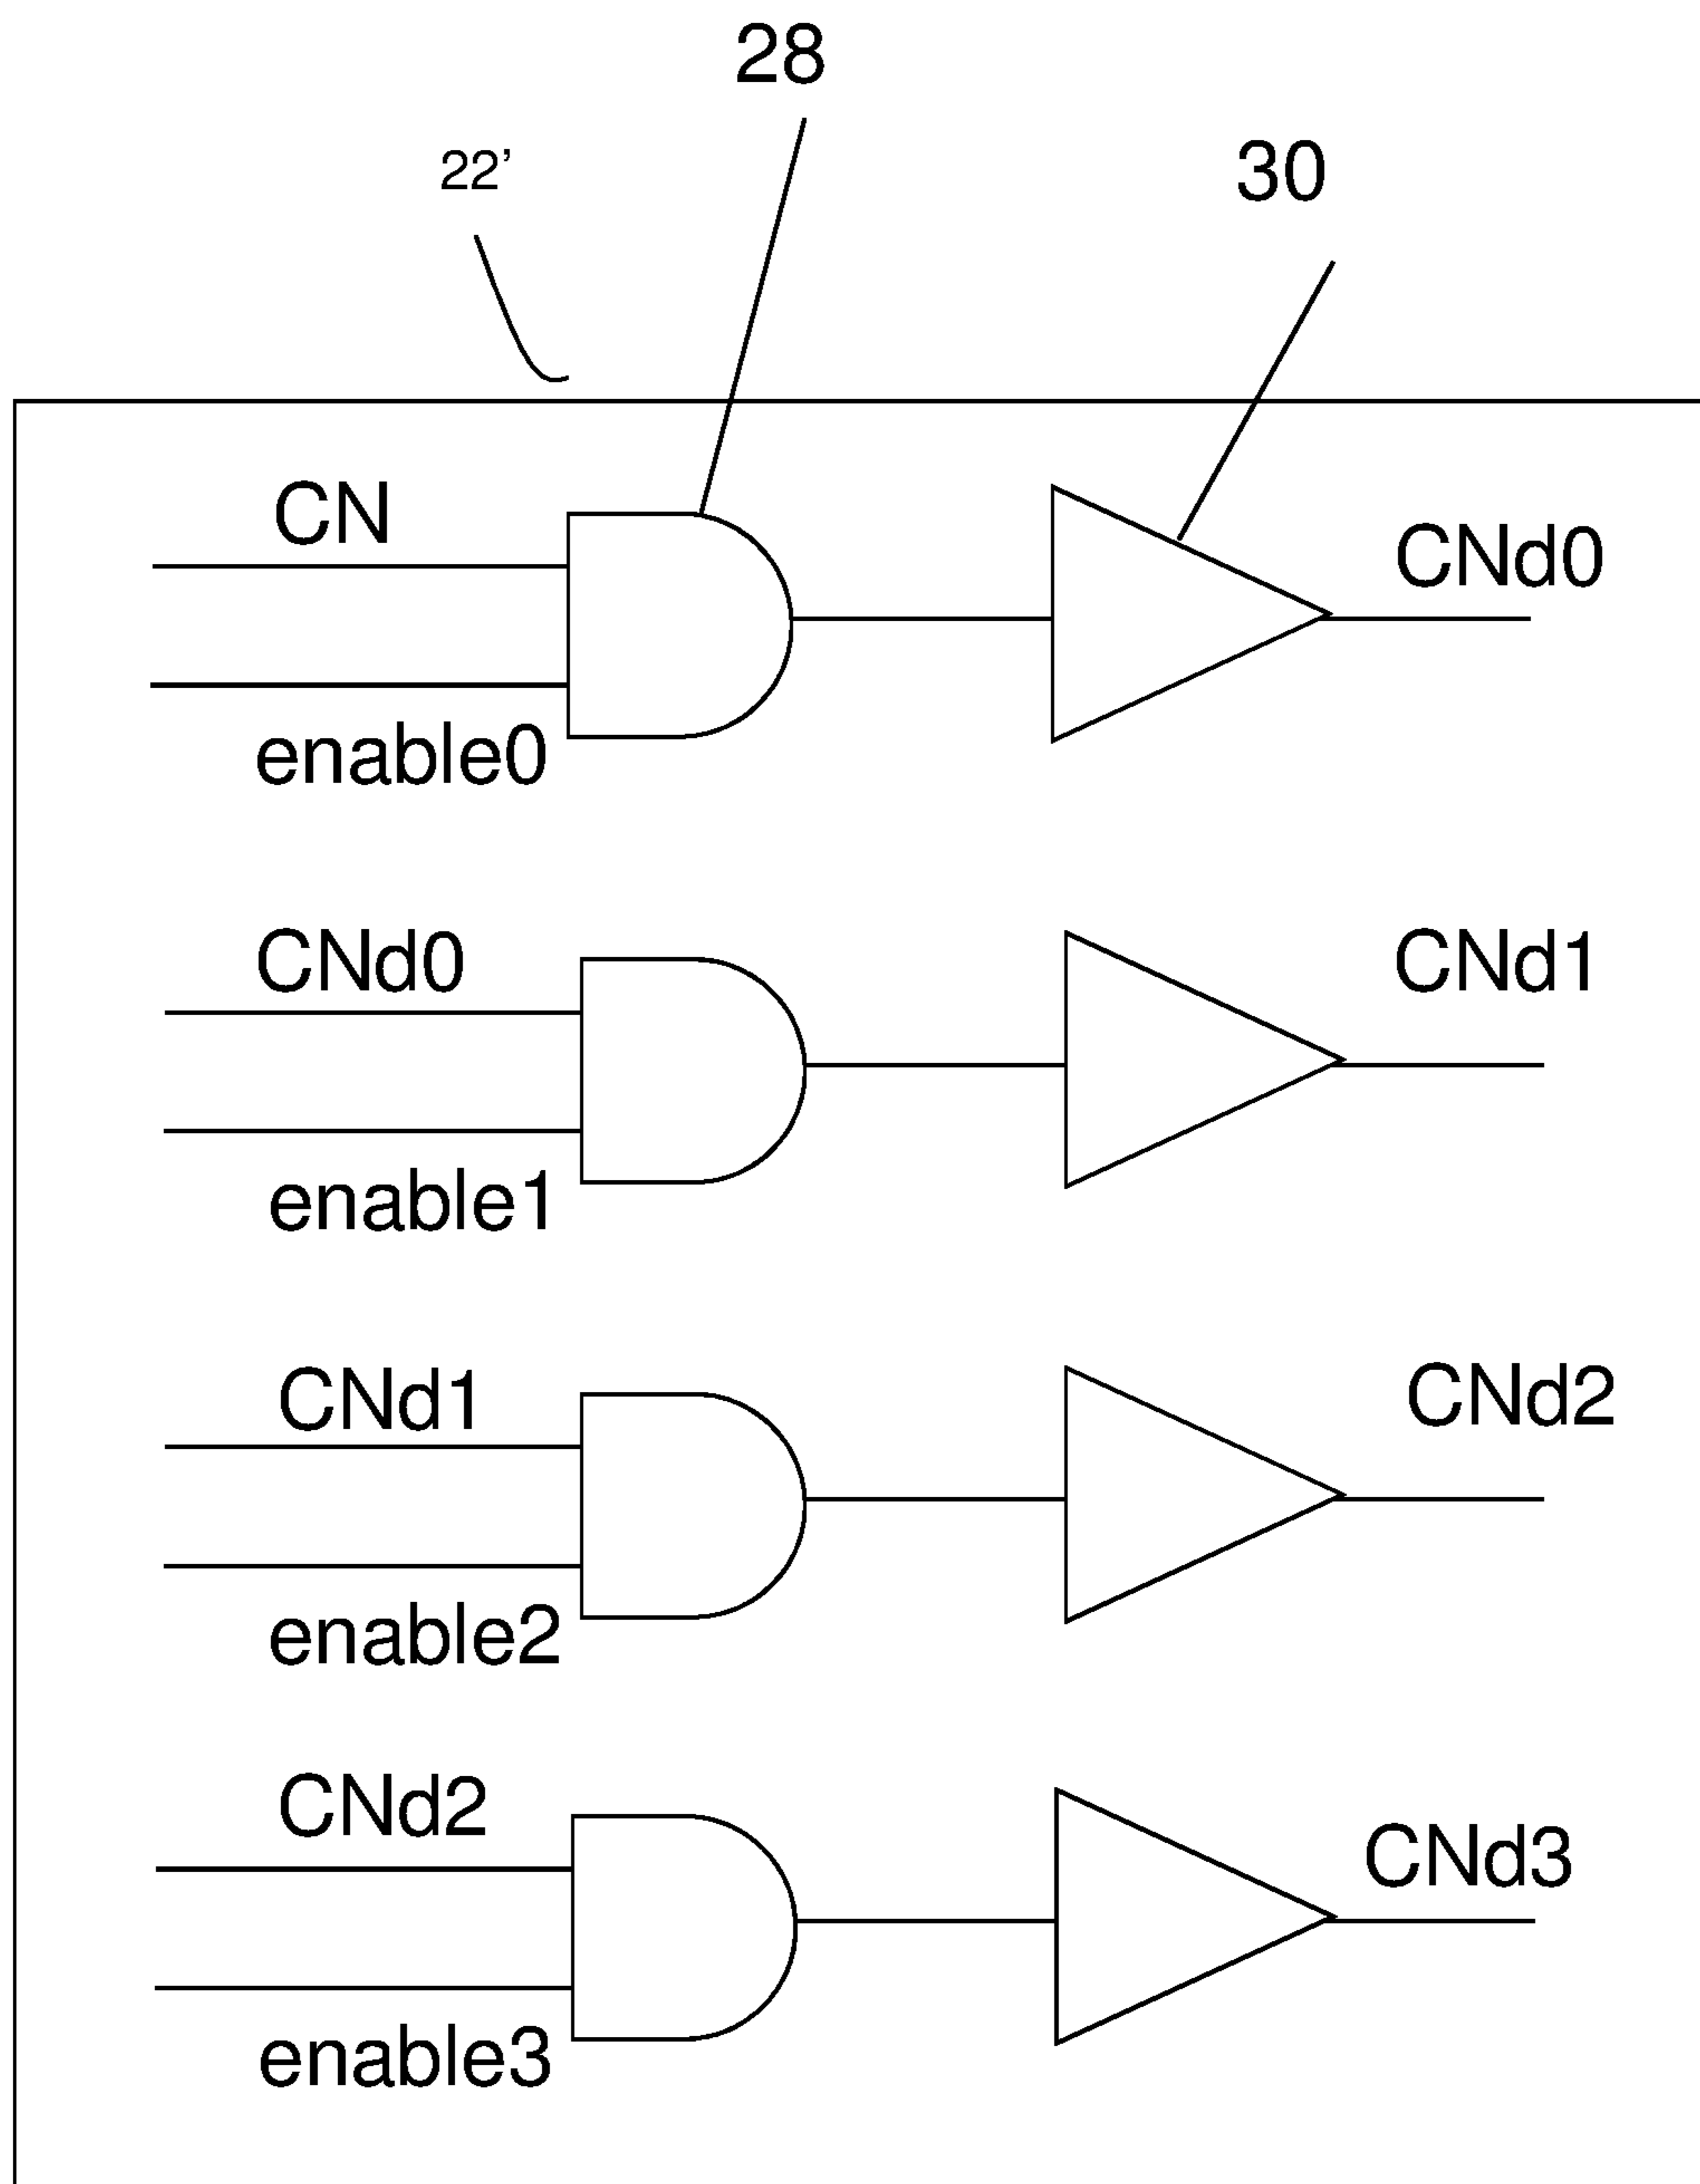 28
22’
30
CN
CNd0
enable0
CNd0
CNd1
enable1
CNd1
CNd2
enable2
CNd2
CNd3
enable3